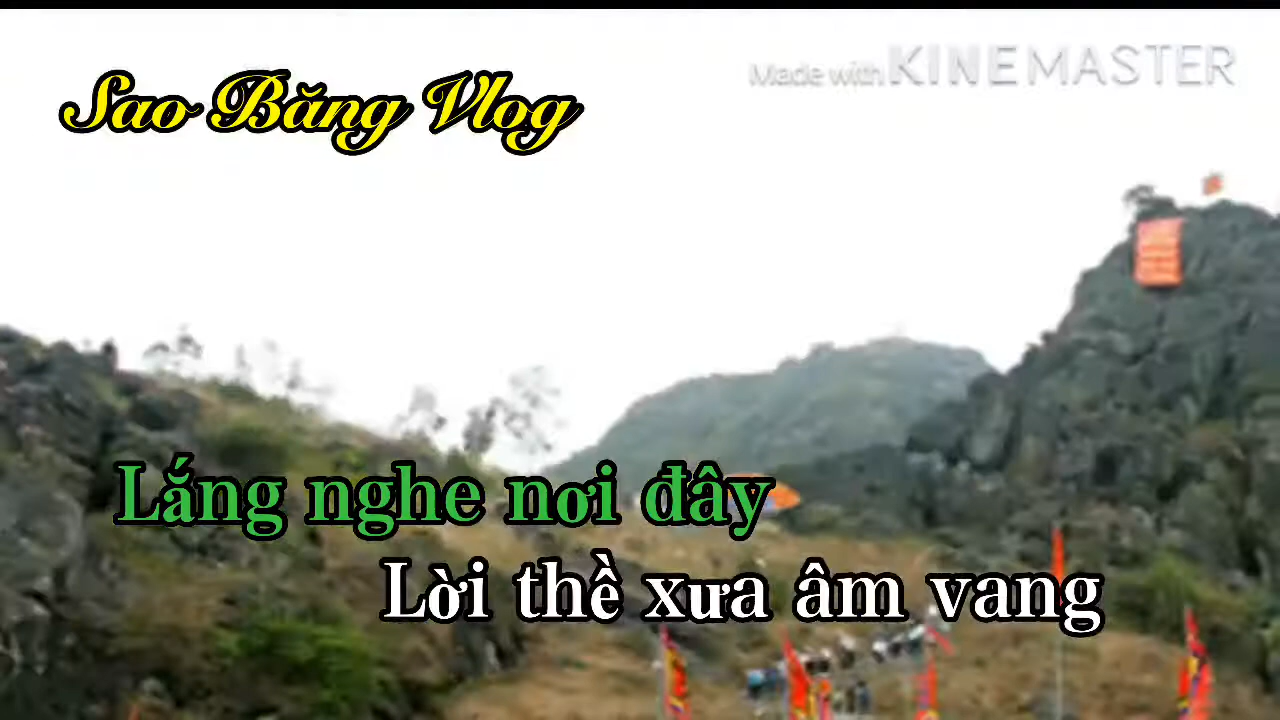 Sao Băng Vlog
Made with KINEMASTER
Lắng nghe nơi đây
Lời thề xưa âm vang